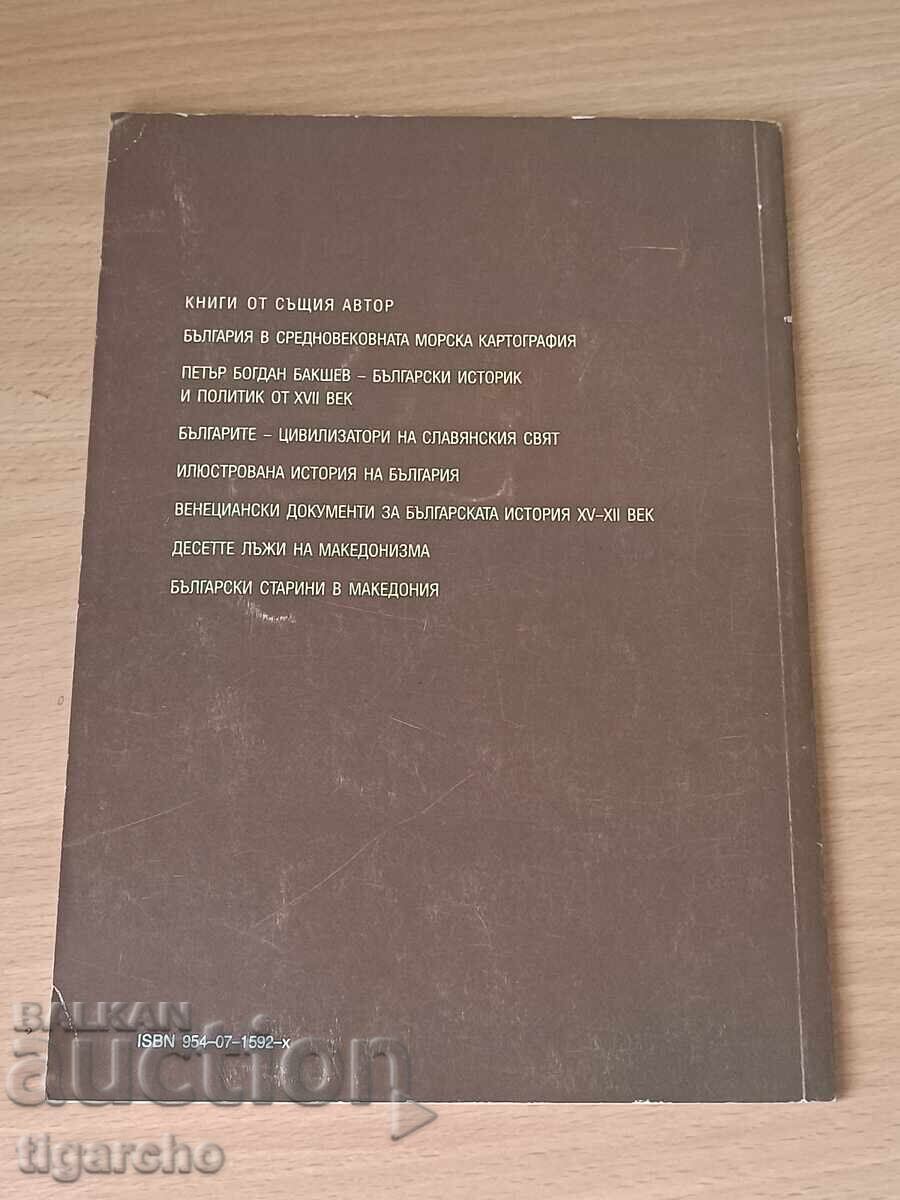 КНИГИ ОТ СЪЩИЯ АВТОР
БЪЛГАРИЯ В СРЕДНОВЕКОВНАТА МОРСКА КАРТОГРАФИЯ
ПЕТЪР БОГДАН БАКШЕВ – БЪЛГАРСКИ ИСТОРИК
И ПОЛИТИК ОТ XVII ВЕК
БЪЛГАРИТЕ – ЦИВИЛИЗАТОРИ НА СЛАВЯНСКИЯ СВЯТ
ИЛЮСТРОВАНА ИСТОРИЯ НА БЪЛГАРИЯ
ВЕНЕЦИАНСКИ ДОКУМЕНТИ ЗА БЪЛГАРСКАТА ИСТОРИЯ XV–XII ВЕК
ДЕСЕТТЕ ЛЪЖИ НА МАКЕДОНИЗМА
БЪЛГАРСКИ СТАРИНИ В МАКЕДОНИЯ
BALKAN
ISBN 954–07–1592–x
auction
tigarcho